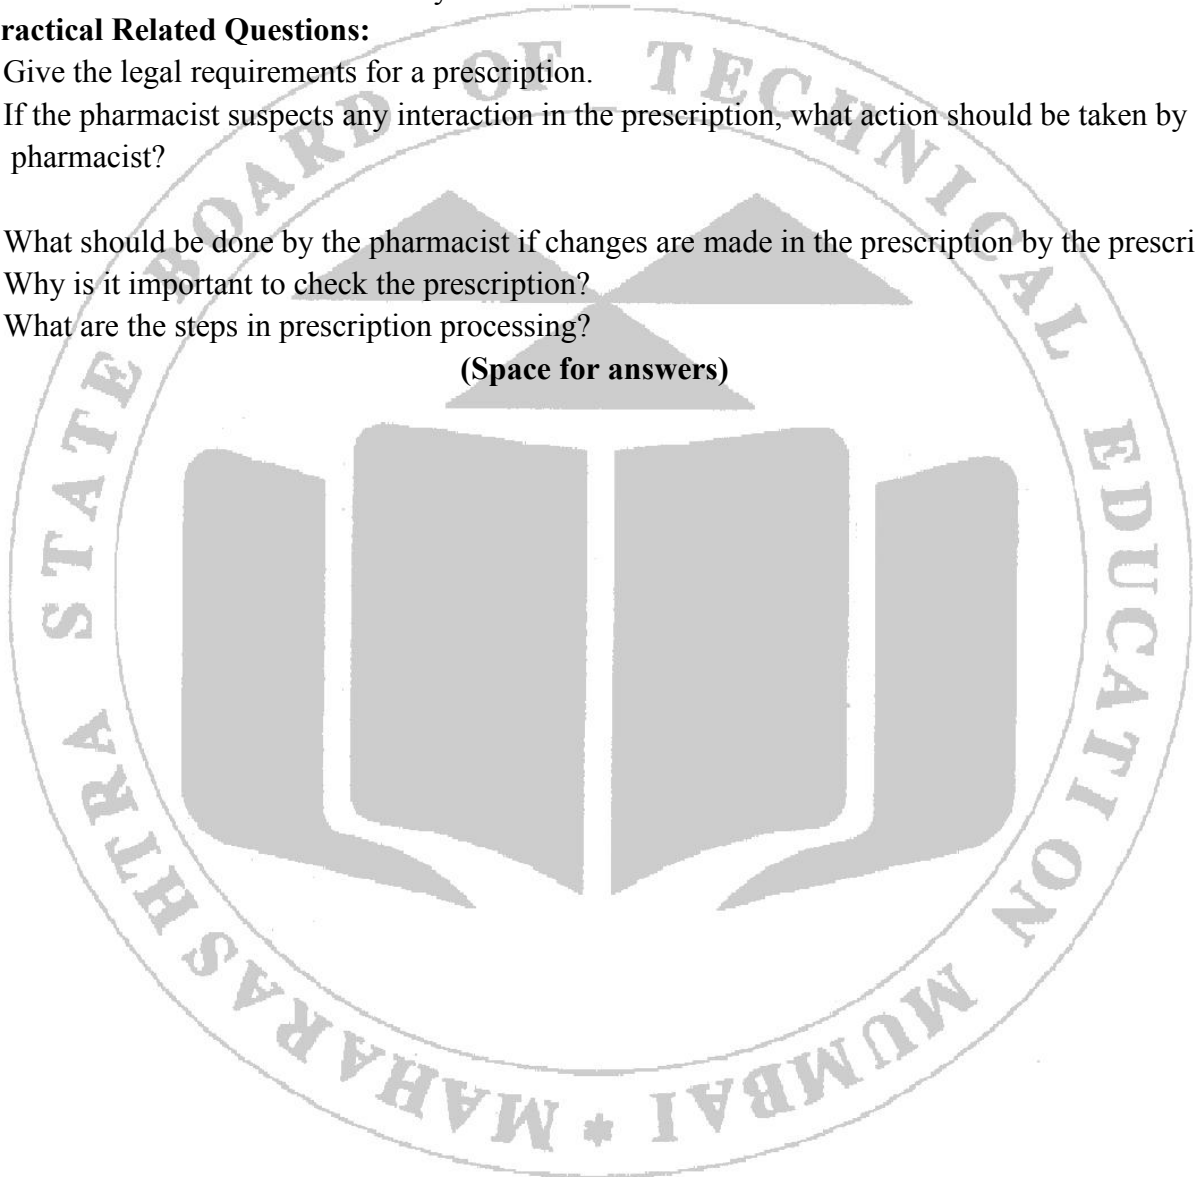 ractical Related Questions:
Give the legal requirements for a prescription.
If the pharmacist suspects any interaction in the prescription, what action should be taken by
pharmacist?
What should be done by the pharmacist if changes are made in the prescription by the prescri
Why is it important to check the prescription?
What are the steps in prescription processing?
(Space for answers)
MAHARASHTRA STATE BOARD OF TECHNICAL EDUCATION MUMBAI *